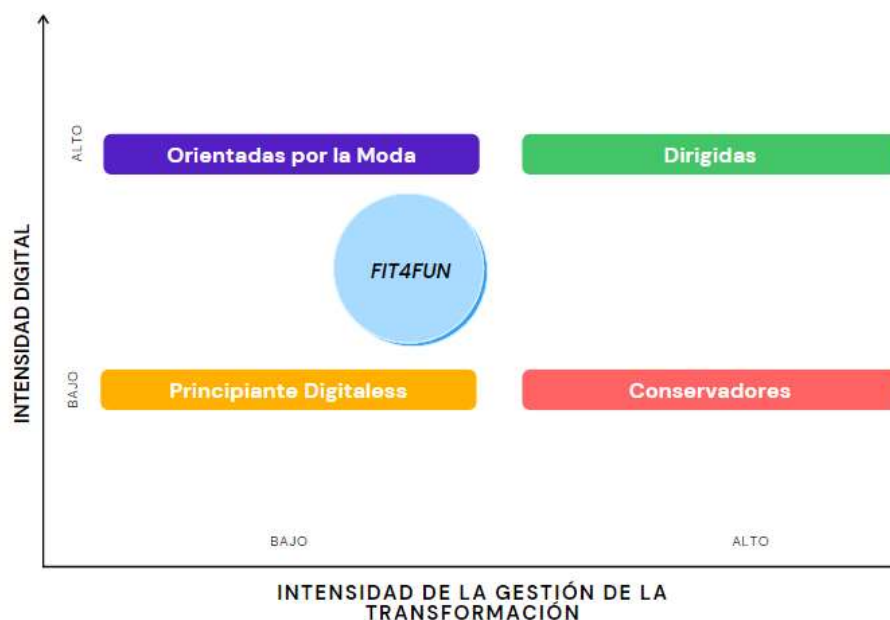 ALTO
Orientadas por la Moda
Dirigidas
INTENSIDAD DIGITAL
FIT4FUN
BAJO
Principiante Digitaless
Conservadores
BAJO
ALTO
INTENSIDAD DE LA GESTIÓN DE LA
TRANSFORMACIÓN